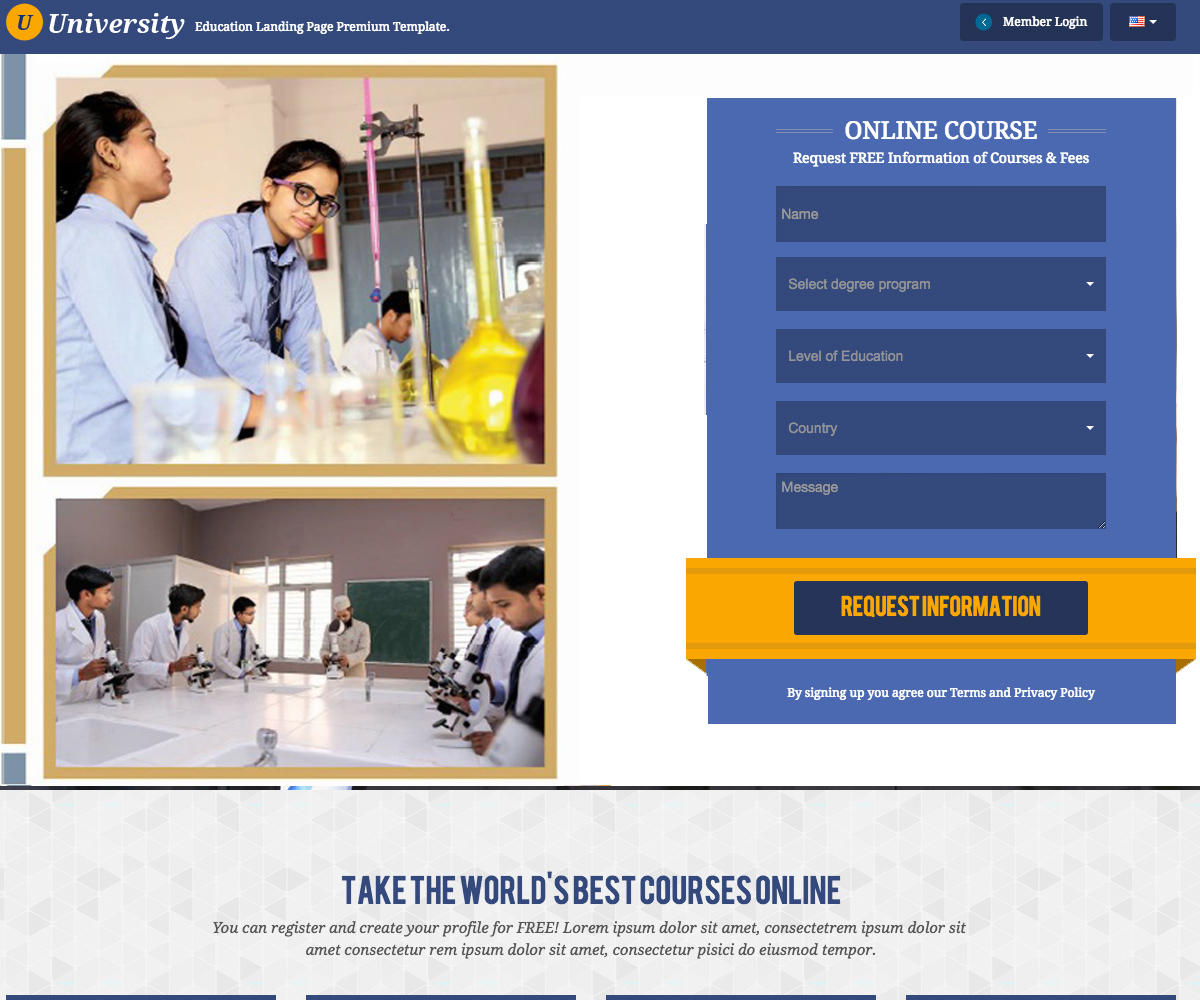 U University Education Landing Page Premium Template.
Member Login
ONLINE COURSE
Request FREE Information of Courses & Fees
Name
Select degree program
Level of Education
Country
Message
REQUEST INFORMATION
By signing up you agree our Terms and Privacy Policy
TAKE THE WORLD'S BEST COURSES ONLINE
You can register and create your profile for FREE! Lorem ipsum dolor sit amet, consectetrem ipsum dolor sit
amet consectetur rem ipsum dolor sit amet, consectetur pisici do eiusmod tempor.